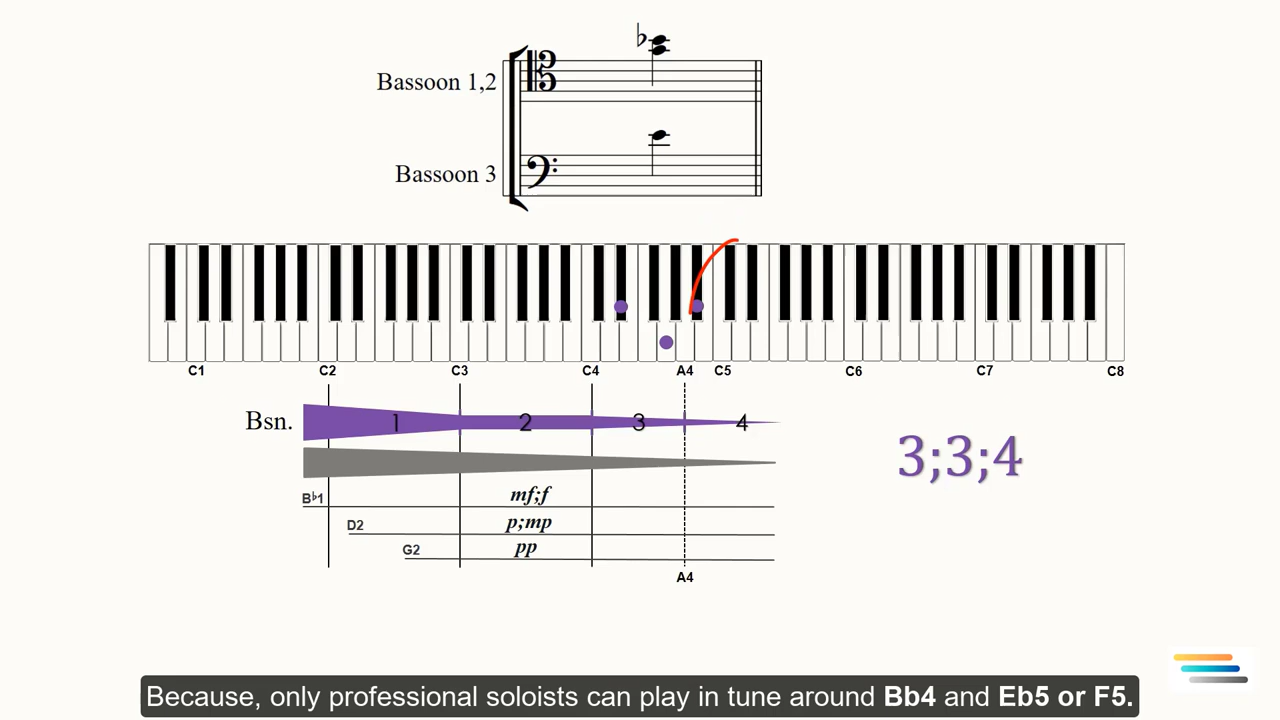 Bassoon 1,2
Bassoon 3
C1 C2 C3 C4 A4 C5 C6 C7 C8
Bsn. 1 2 3 4
3;3;4
B♭1 mf;f
D2 p;mp
G2 pp
A4
Because, only professional soloists can play in tune around Bb4 and Eb5 or F5.